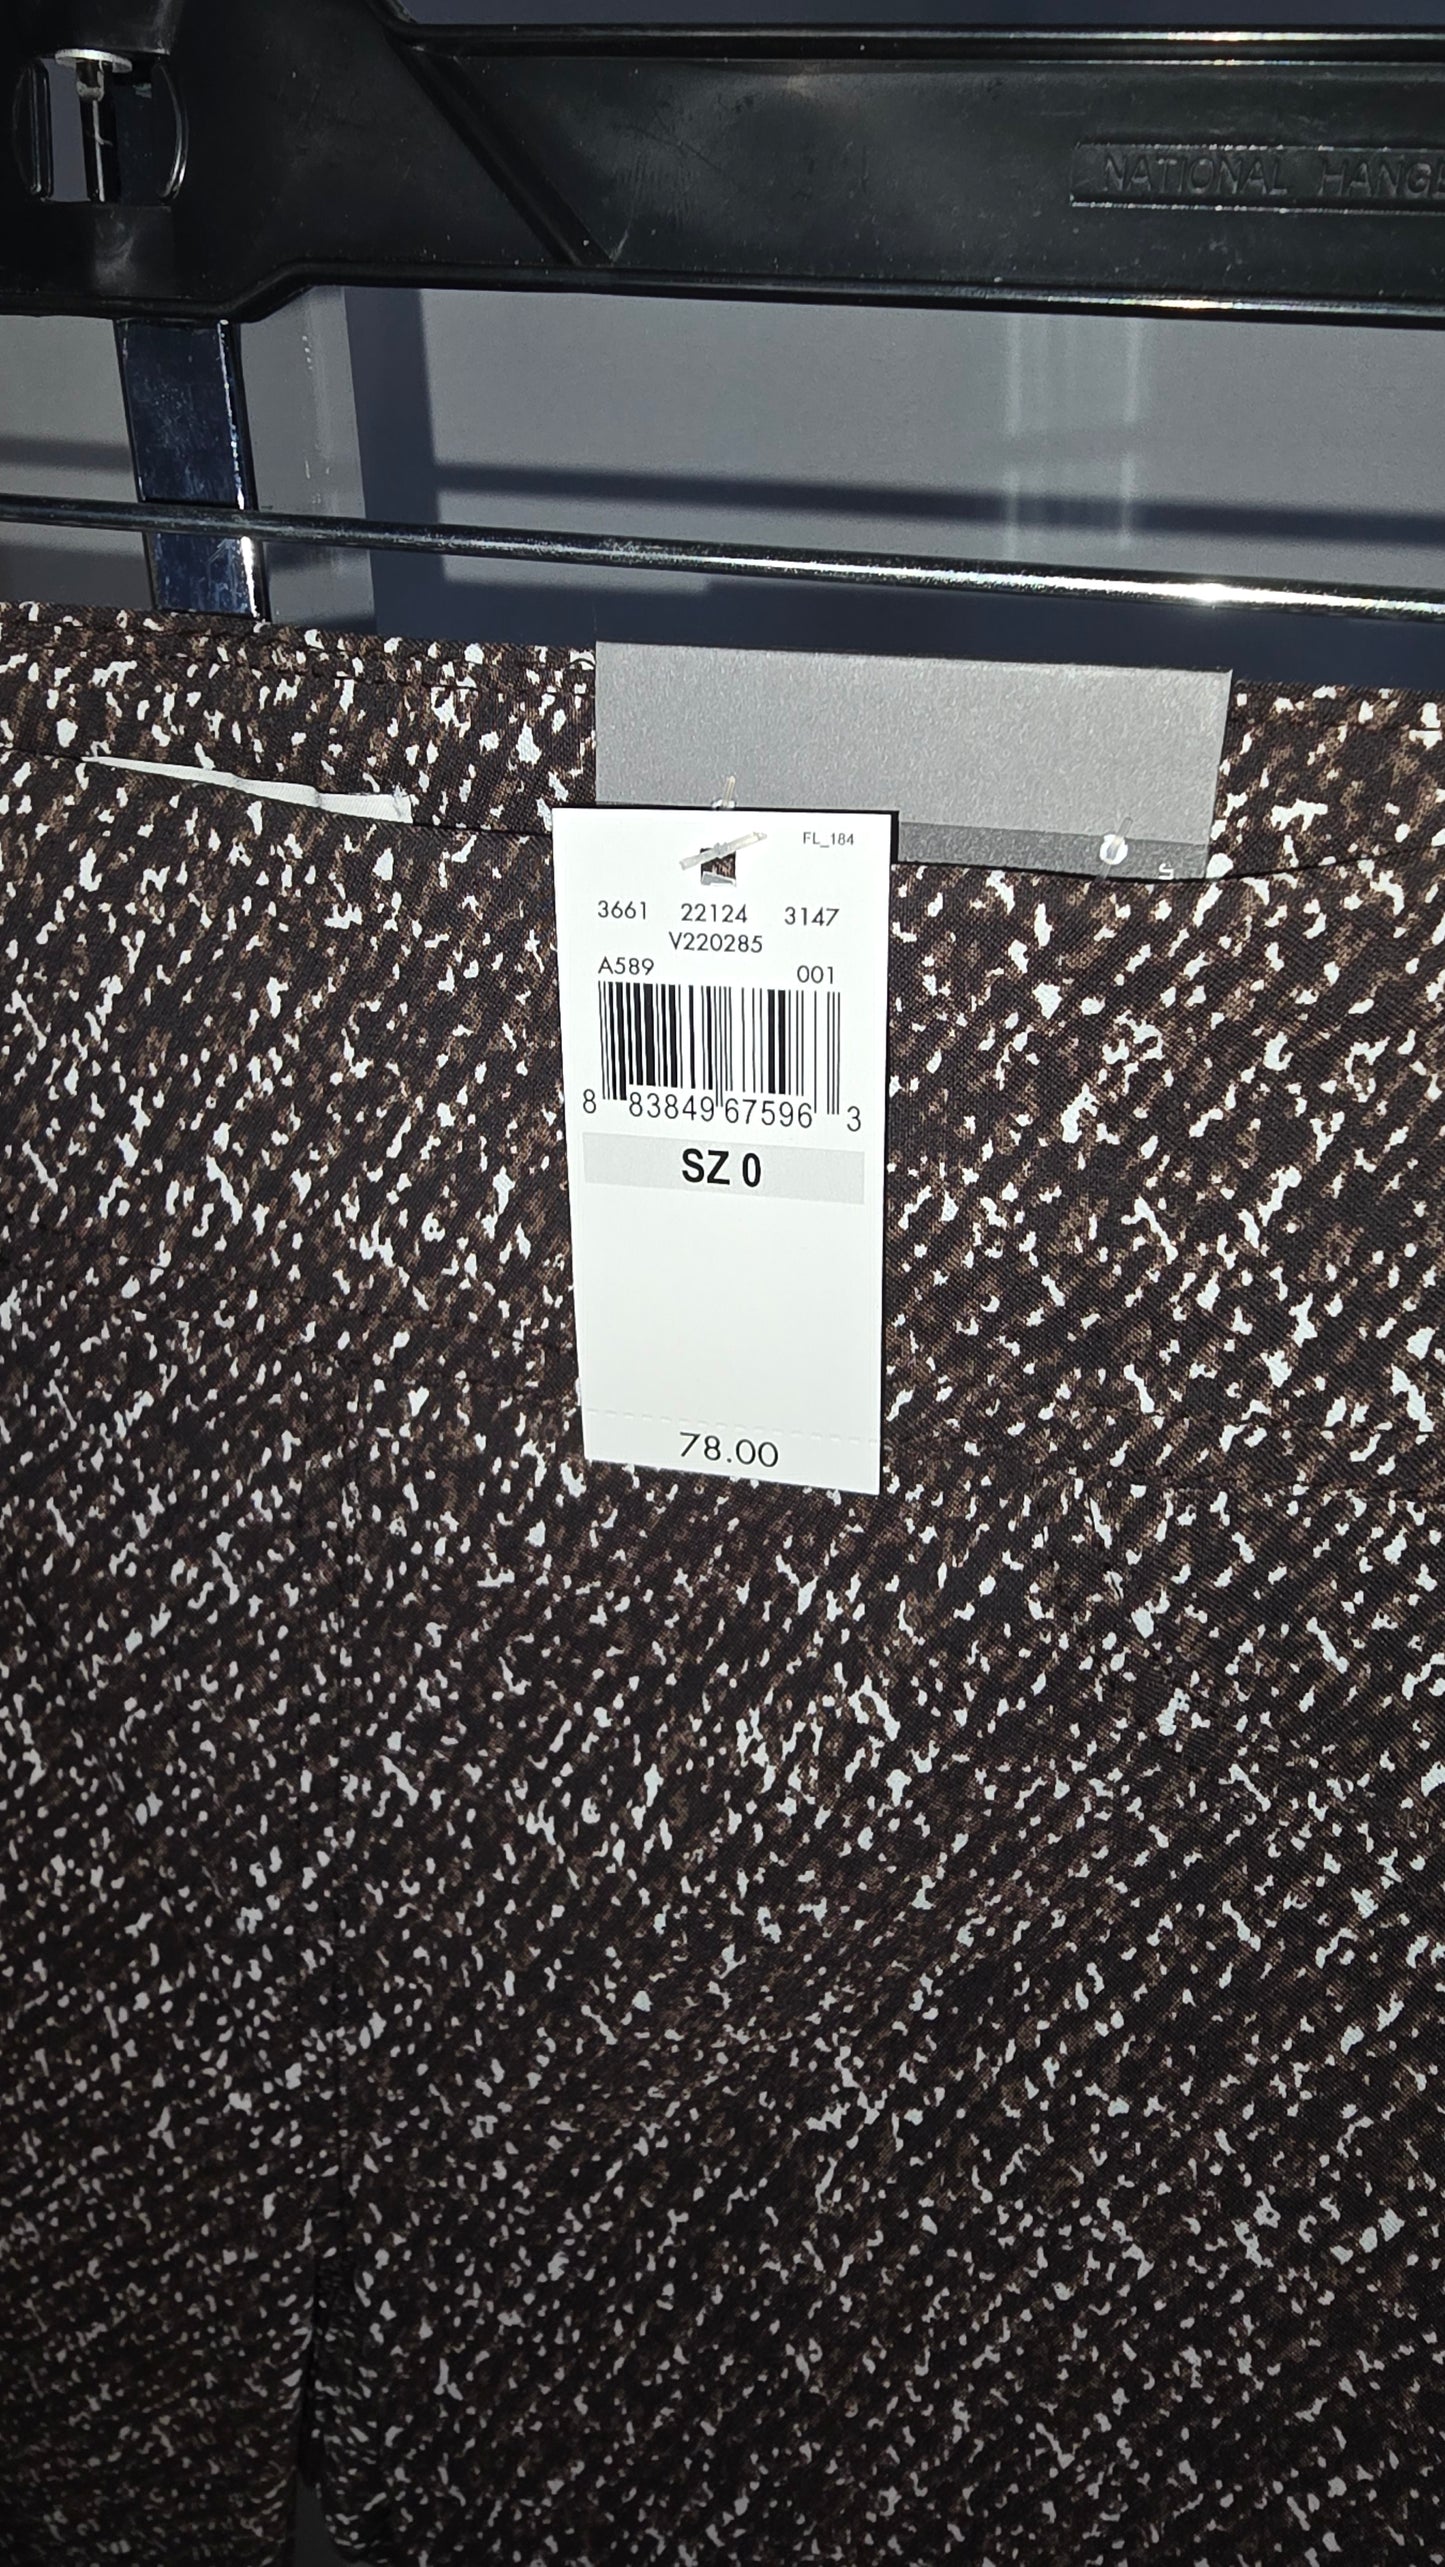 NATIONAL HANGE
FL_184
3661 22124 3147
V220285
A589 001
8 83849 67596 3
SZ 0
78.00